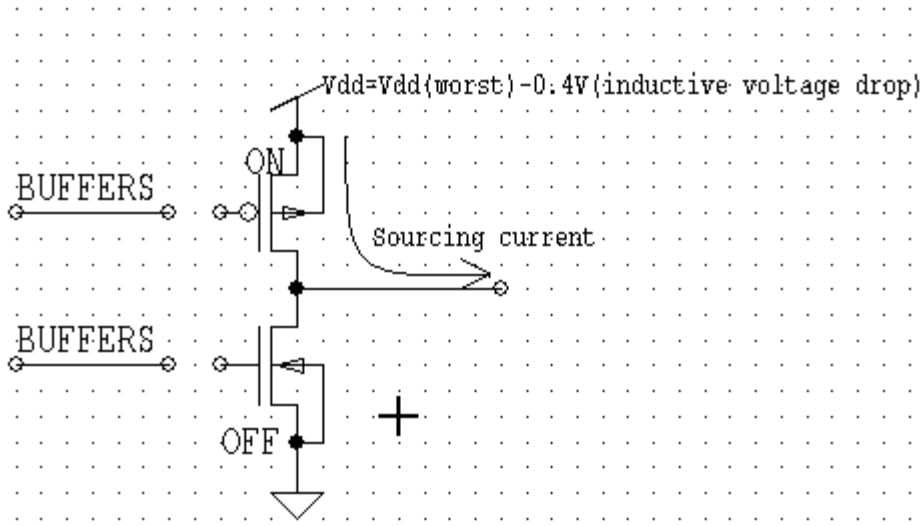 Vdd=Vdd(worst)-0.4V(inductive voltage drop)
ON
BUFFERS
Sourcing current
BUFFERS
OFF